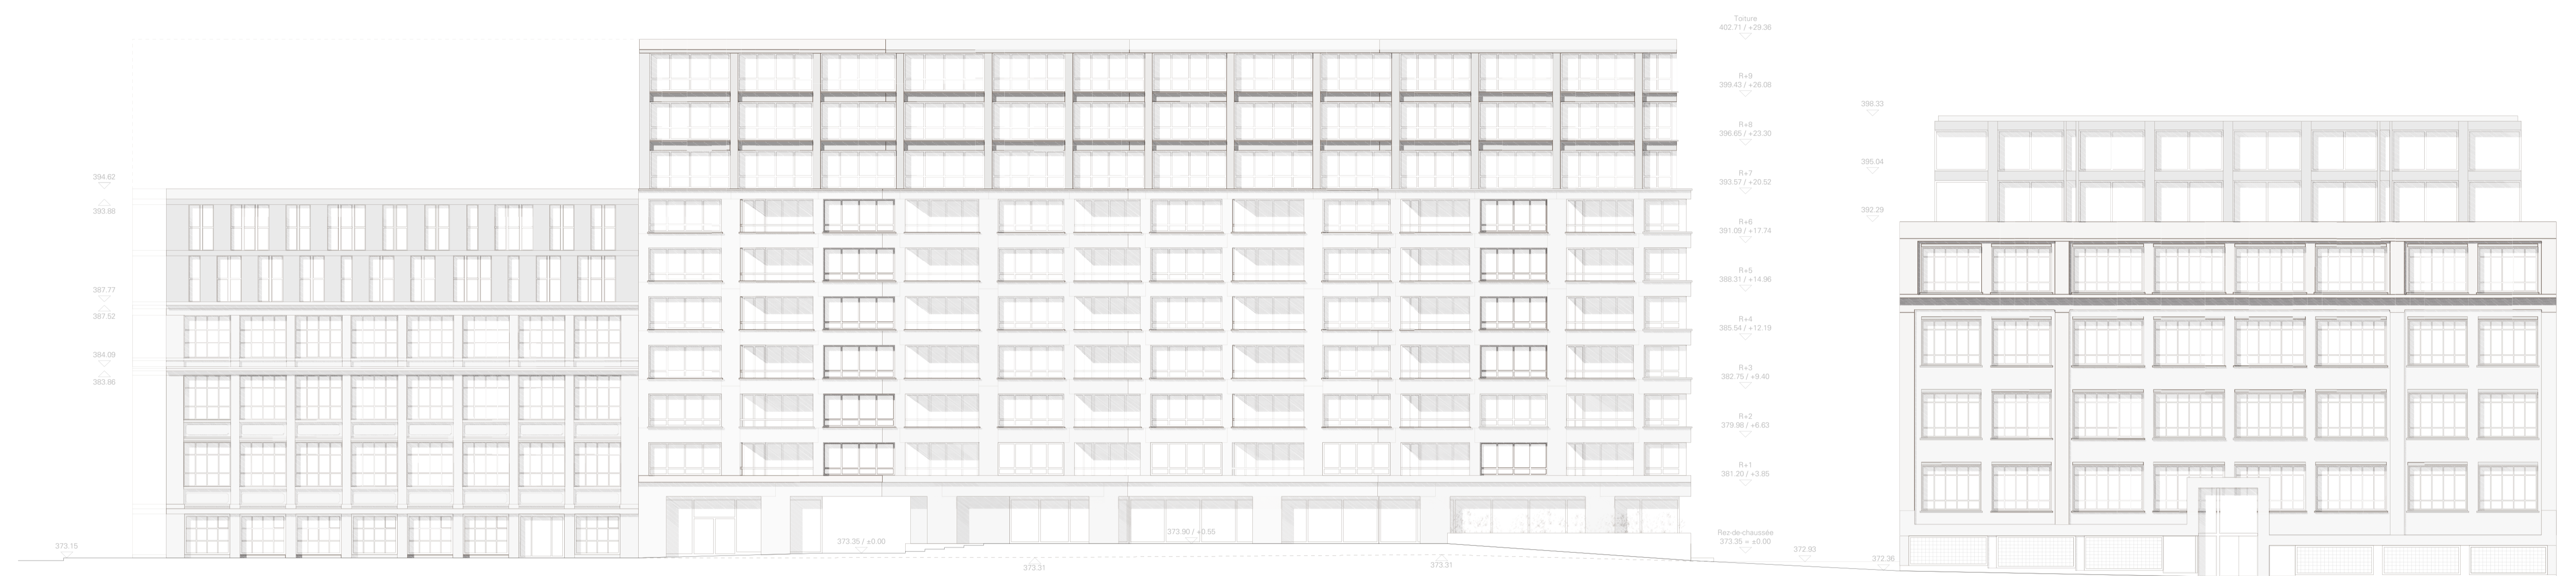 Toiture
402.71 / +29.36
R+9
399.43 / +26.08
R+8
396.65 / +23.30
R+7
393.57 / +20.52
R+6
391.09 / +17.74
R+5
388.31 / +14.96
R+4
385.54 / +12.19
R+3
382.75 / +9.40
R+2
379.98 / +6.63
R+1
381.20 / +3.85
Rez-de-chaussée
373.35 = ±0.00
394.62
393.88
387.77
387.52
384.09
383.86
373.15
373.35 / ±0.00
373.90 / +0.55
373.31
373.31
372.93
372.36
398.33
395.04
392.29